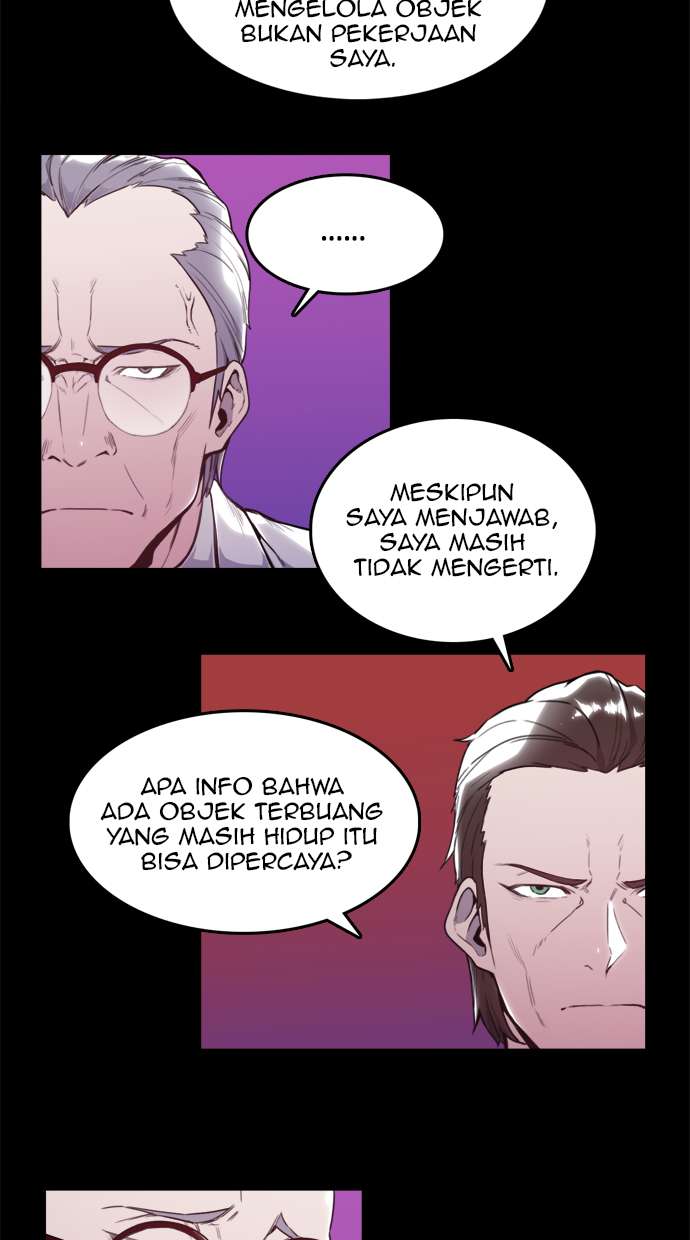 MENGELOLA OBJEK
BUKAN PEKERJAAN
SAYA.
......
MESKIPUN
SAYA MENJAWAB,
SAYA MASIH
TIDAK MENGERTI.
APA INFO BAHWA
ADA OBJEK TERBUANG
YANG MASIH HIDUP ITU
BISA DIPERCAYA?